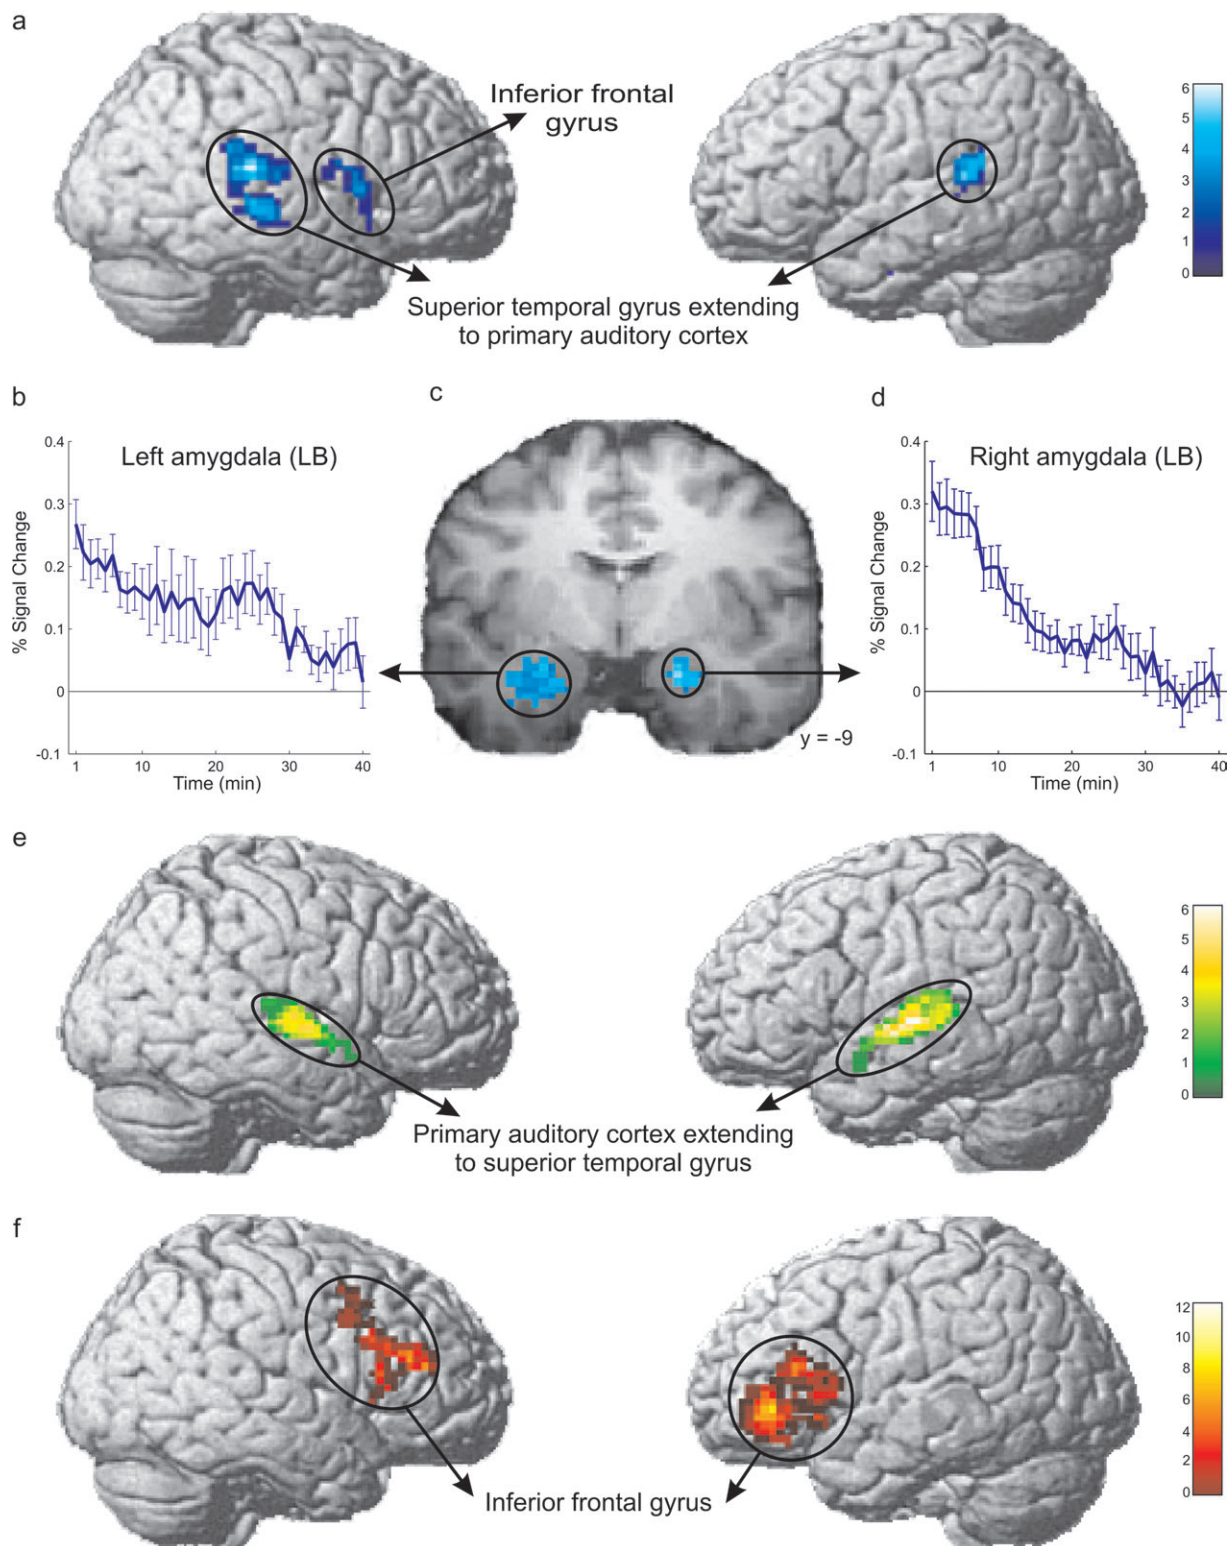 a
Inferior frontal
gyrus
6
5
4
3
2
1
0
Superior temporal gyrus extending
to primary auditory cortex
b
Left amygdala (LB)
% Signal Change
0.4
0.3
0.2
0.1
0
-0.1
1 10 20 30 40
Time (min)
c
y = -9
d
Right amygdala (LB)
% Signal Change
0.4
0.3
0.2
0.1
0
-0.1
1 10 20 30 40
Time (min)
e
6
5
4
3
2
1
0
Primary auditory cortex extending
to superior temporal gyrus
f
12
10
8
6
4
2
0
Inferior frontal gyrus